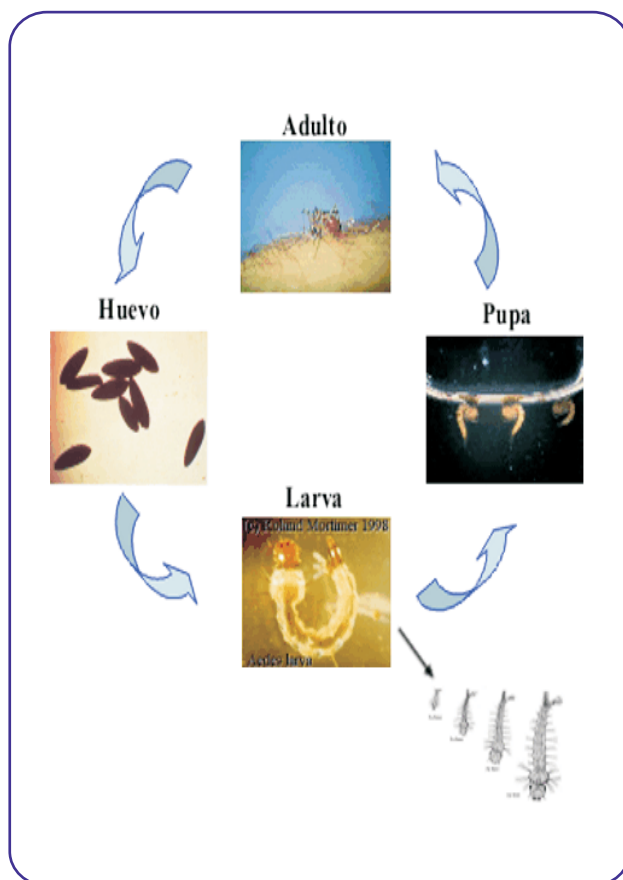 Adulto
Huevo
Pupa
Larva
(c) Roland Mortimer 1998
Aedes larva